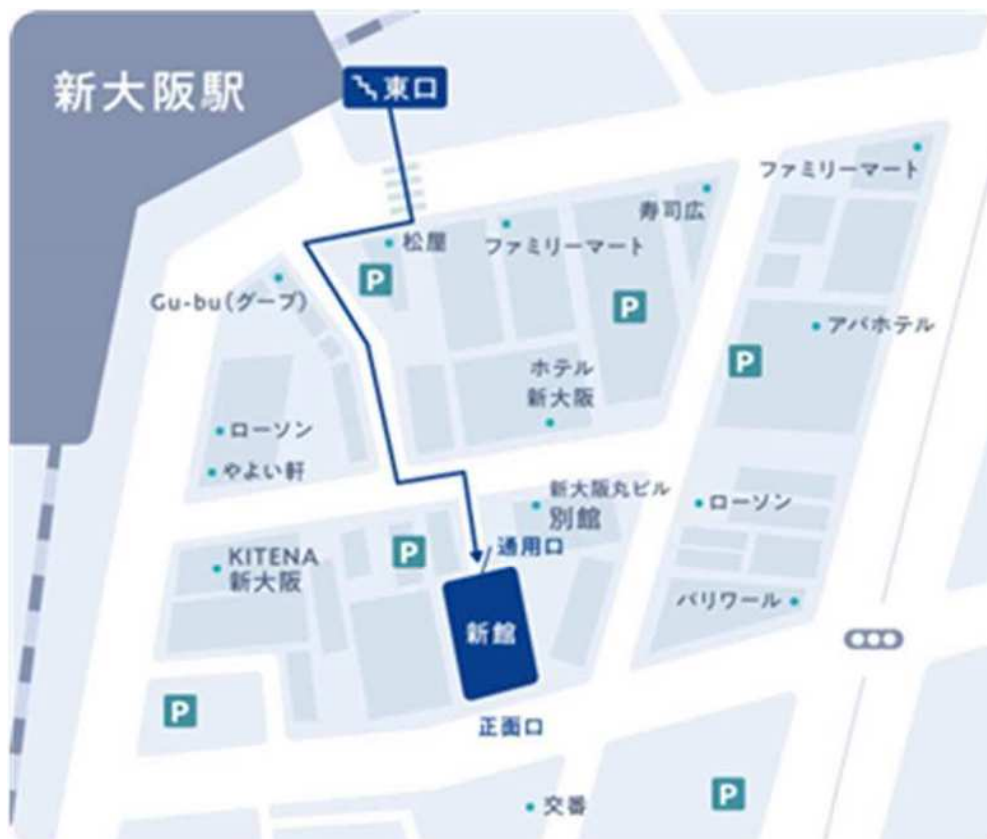 新大阪駅
東口
ファミリーマート
寿司広
松屋
ファミリーマート
P
Gu-bu(グーブ)
P
アパホテル
P
ホテル
新大阪
ローソン
やよい軒
新大阪丸ビル
別館
ローソン
通用口
P
KITENA
新大阪
バリワール
新館
P
正面口
P
交番